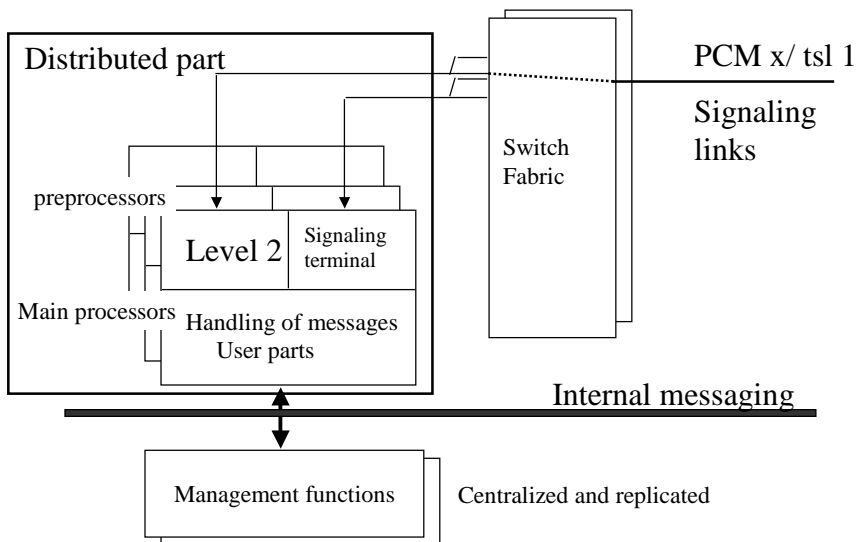 Distributed part
PCM x/ tsl 1
Signaling
links
Switch
Fabric
preprocessors
Level 2
Signaling
terminal
Main processors
Handling of messages
User parts
Internal messaging
Management functions
Centralized and replicated